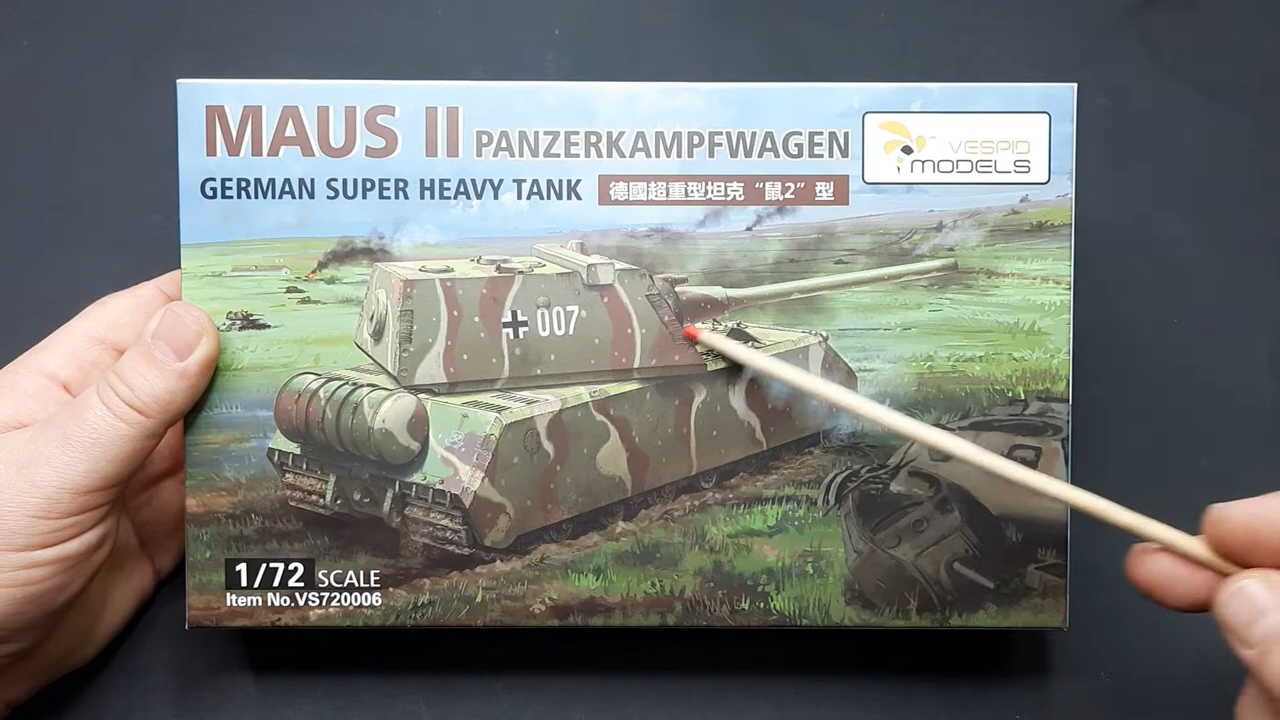 MAUS II PANZERKAMPFWAGEN
VESPID
MODELS
GERMAN SUPER HEAVY TANK 德國超重型坦克 “鼠2” 型
007
1/72 SCALE
Item No.VS720006